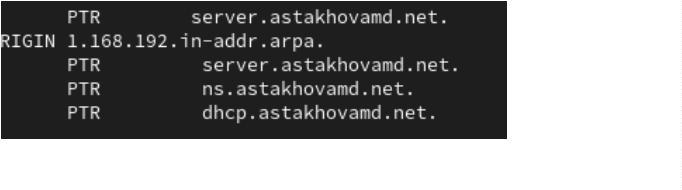 PTR server.astakhovamd.net.
RIGIN 1.168.192.in-addr.arpa.
PTR server.astakhovamd.net.
PTR ns.astakhovamd.net.
PTR dhcp.astakhovamd.net.